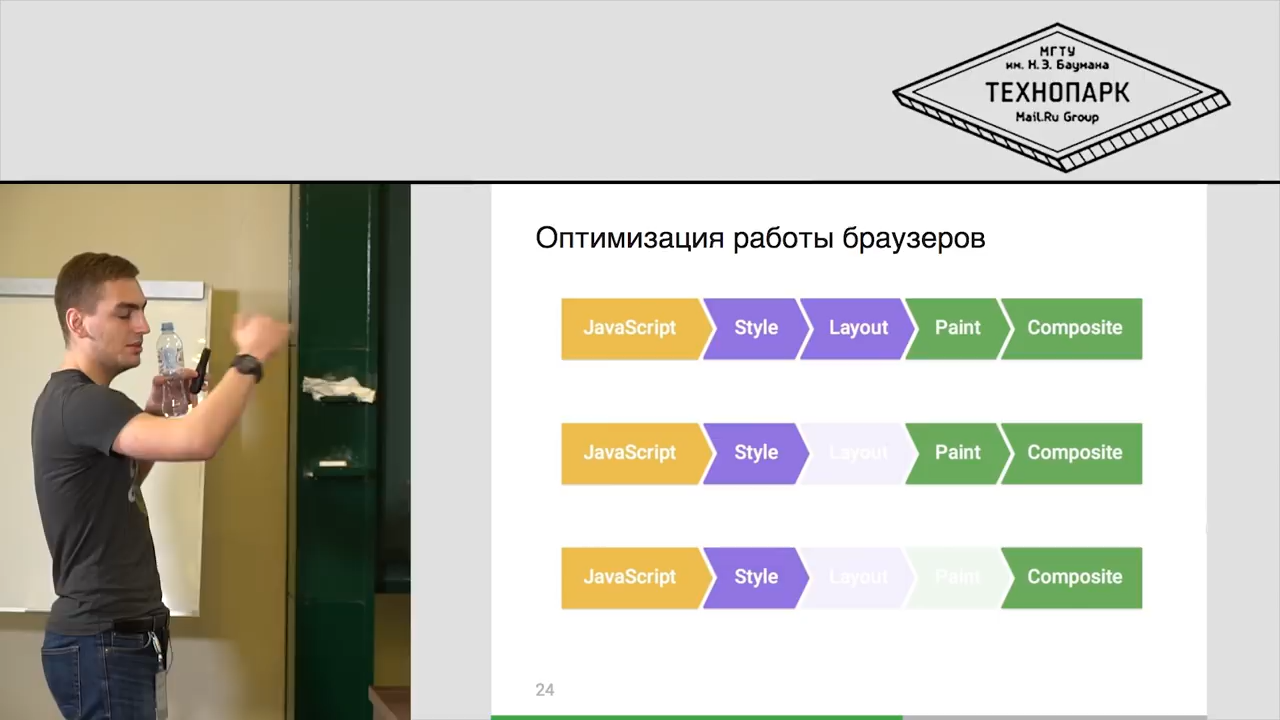 МГТУ
им. Н.Э. Баумана
ТЕХНОПАРК
Mail.Ru Group
Оптимизация работы браузеров
JavaScript Style Layout Paint Composite
JavaScript Style Layout Paint Composite
JavaScript Style Layout Paint Composite
24